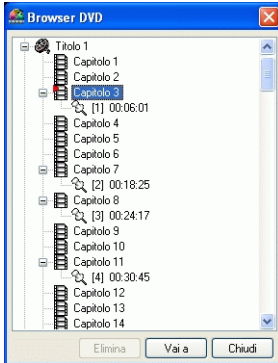 Browser DVD
Titolo 1
Capitolo 1
Capitolo 2
Capitolo 3
[1] 00:06:01
Capitolo 4
Capitolo 5
Capitolo 6
Capitolo 7
[2] 00:18:25
Capitolo 8
[3] 00:24:17
Capitolo 9
Capitolo 10
Capitolo 11
[4] 00:30:45
Capitolo 12
Capitolo 13
Capitolo 14
Elimina Vai a Chiudi